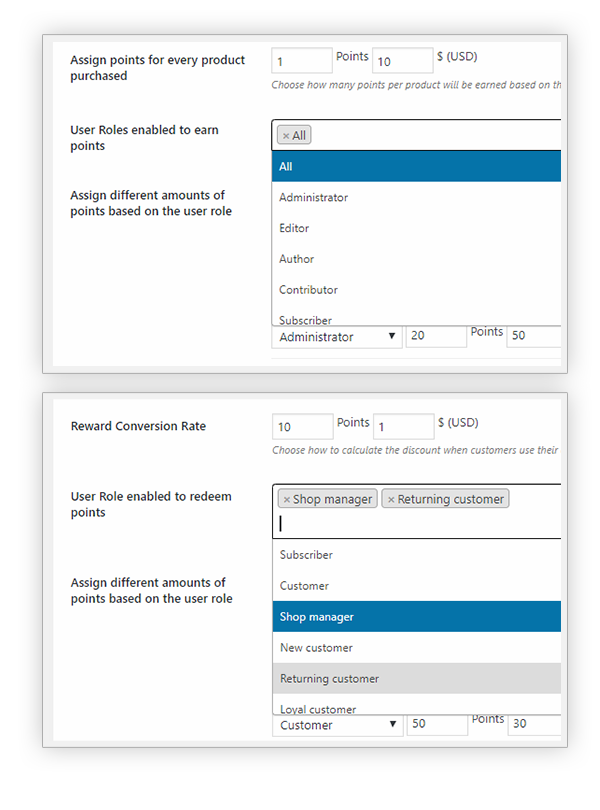 Assign points for every product
purchased
1 Points 10 $ (USD)
Choose how many points per product will be earned based on th
User Roles enabled to earn
points
× All
All
Assign different amounts of
points based on the user role
Administrator
Editor
Author
Contributor
Subscriber
Administrator ▼ 20 Points 50
Reward Conversion Rate
10 Points 1 $ (USD)
Choose how to calculate the discount when customers use their
User Role enabled to redeem
points
× Shop manager × Returning customer
Subscriber
Assign different amounts of
points based on the user role
Customer
Shop manager
New customer
Returning customer
Loyal customer
Customer ▼ 50 Points 30